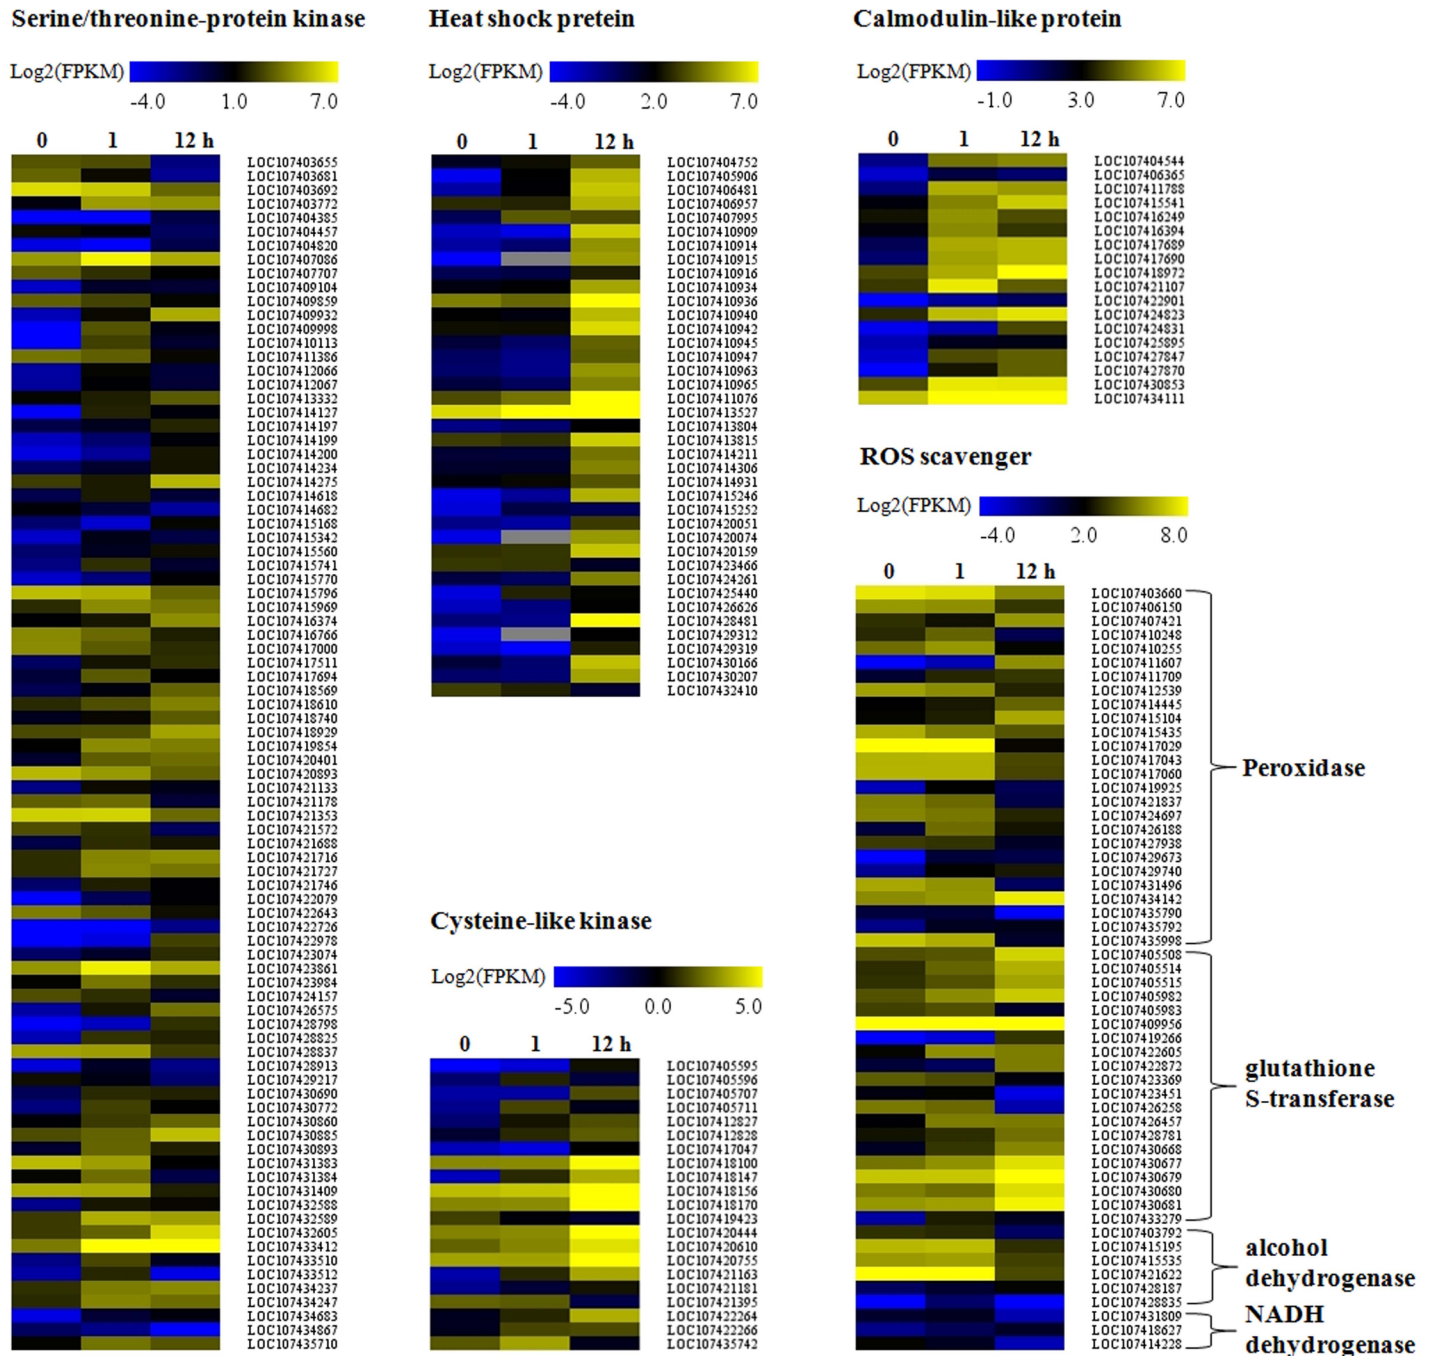 Serine/threonine-protein kinase
Log2(FPKM)
-4.0 1.0 7.0
0 1 12 h
LOC107403655
LOC107403681
LOC107403692
LOC107403772
LOC107404385
LOC107404457
LOC107404820
LOC107407086
LOC107407707
LOC107409104
LOC107409859
LOC107409932
LOC107409998
LOC107410113
LOC107411386
LOC107412066
LOC107412067
LOC107413332
LOC107414127
LOC107414197
LOC107414199
LOC107414200
LOC107414234
LOC107414275
LOC107414618
LOC107414682
LOC107415168
LOC107415342
LOC107415560
LOC107415741
LOC107415770
LOC107415796
LOC107415969
LOC107416374
LOC107416766
LOC107417000
LOC107417511
LOC107417694
LOC107418569
LOC107418610
LOC107418740
LOC107418929
LOC107419854
LOC107420401
LOC107420893
LOC107421133
LOC107421178
LOC107421353
LOC107421572
LOC107421688
LOC107421716
LOC107421727
LOC107421746
LOC107422079
LOC107422643
LOC107422726
LOC107422978
LOC107423074
LOC107423861
LOC107423984
LOC107424157
LOC107426575
LOC107428798
LOC107428825
LOC107428837
LOC107428913
LOC107429217
LOC107430690
LOC107430772
LOC107430860
LOC107430885
LOC107430893
LOC107431383
LOC107431384
LOC107431409
LOC107432588
LOC107432589
LOC107432605
LOC107433412
LOC107433510
LOC107433512
LOC107434237
LOC107434247
LOC107434683
LOC107434867
LOC107435710
Heat shock pretein
Log2(FPKM)
-4.0 2.0 7.0
0 1 12 h
LOC107404752
LOC107405906
LOC107406481
LOC107406957
LOC107407995
LOC107410909
LOC107410914
LOC107410915
LOC107410916
LOC107410934
LOC107410936
LOC107410940
LOC107410942
LOC107410945
LOC107410947
LOC107410963
LOC107410965
LOC107411076
LOC107413527
LOC107413804
LOC107413815
LOC107414211
LOC107414306
LOC107414931
LOC107415246
LOC107415252
LOC107420051
LOC107420074
LOC107420159
LOC107423466
LOC107424261
LOC107425440
LOC107426626
LOC107428481
LOC107429312
LOC107429319
LOC107430166
LOC107430207
LOC107432410
Cysteine-like kinase
Log2(FPKM)
-5.0 0.0 5.0
0 1 12 h
LOC107405595
LOC107405596
LOC107405707
LOC107405711
LOC107412827
LOC107412828
LOC107417047
LOC107418100
LOC107418147
LOC107418156
LOC107418170
LOC107419423
LOC107420444
LOC107420610
LOC107420755
LOC107421163
LOC107421181
LOC107421395
LOC107422264
LOC107422266
LOC107435742
Calmodulin-like protein
Log2(FPKM)
-1.0 3.0 7.0
0 1 12 h
LOC107404544
LOC107406365
LOC107411788
LOC107415541
LOC107416249
LOC107416394
LOC107417689
LOC107417690
LOC107418972
LOC107421107
LOC107422901
LOC107424823
LOC107424831
LOC107425895
LOC107427847
LOC107427870
LOC107430853
LOC107434111
ROS scavenger
Log2(FPKM)
-4.0 2.0 8.0
0 1 12 h
LOC107403660
LOC107406150
LOC107407421
LOC107410248
LOC107410255
LOC107411607
LOC107411709
LOC107412539
LOC107414445
LOC107415104
LOC107415435
LOC107417029
LOC107417043
LOC107417060
LOC107419925
LOC107421837
LOC107424697
LOC107426188
LOC107427938
LOC107429673
LOC107429740
LOC107431496
LOC107434142
LOC107435790
LOC107435792
LOC107435998
Peroxidase
LOC107405508
LOC107405514
LOC107405515
LOC107405982
LOC107405983
LOC107409956
LOC107419266
LOC107422605
LOC107422872
LOC107423369
LOC107423451
LOC107426258
LOC107426457
LOC107428781
LOC107430668
LOC107430677
LOC107430679
LOC107430680
LOC107430681
LOC107433279
glutathione
S-transferase
LOC107403792
LOC107415195
LOC107415535
LOC107421622
LOC107428187
LOC107428835
alcohol
dehydrogenase
LOC107431809
LOC107418627
LOC107414228
NADH
dehydrogenase